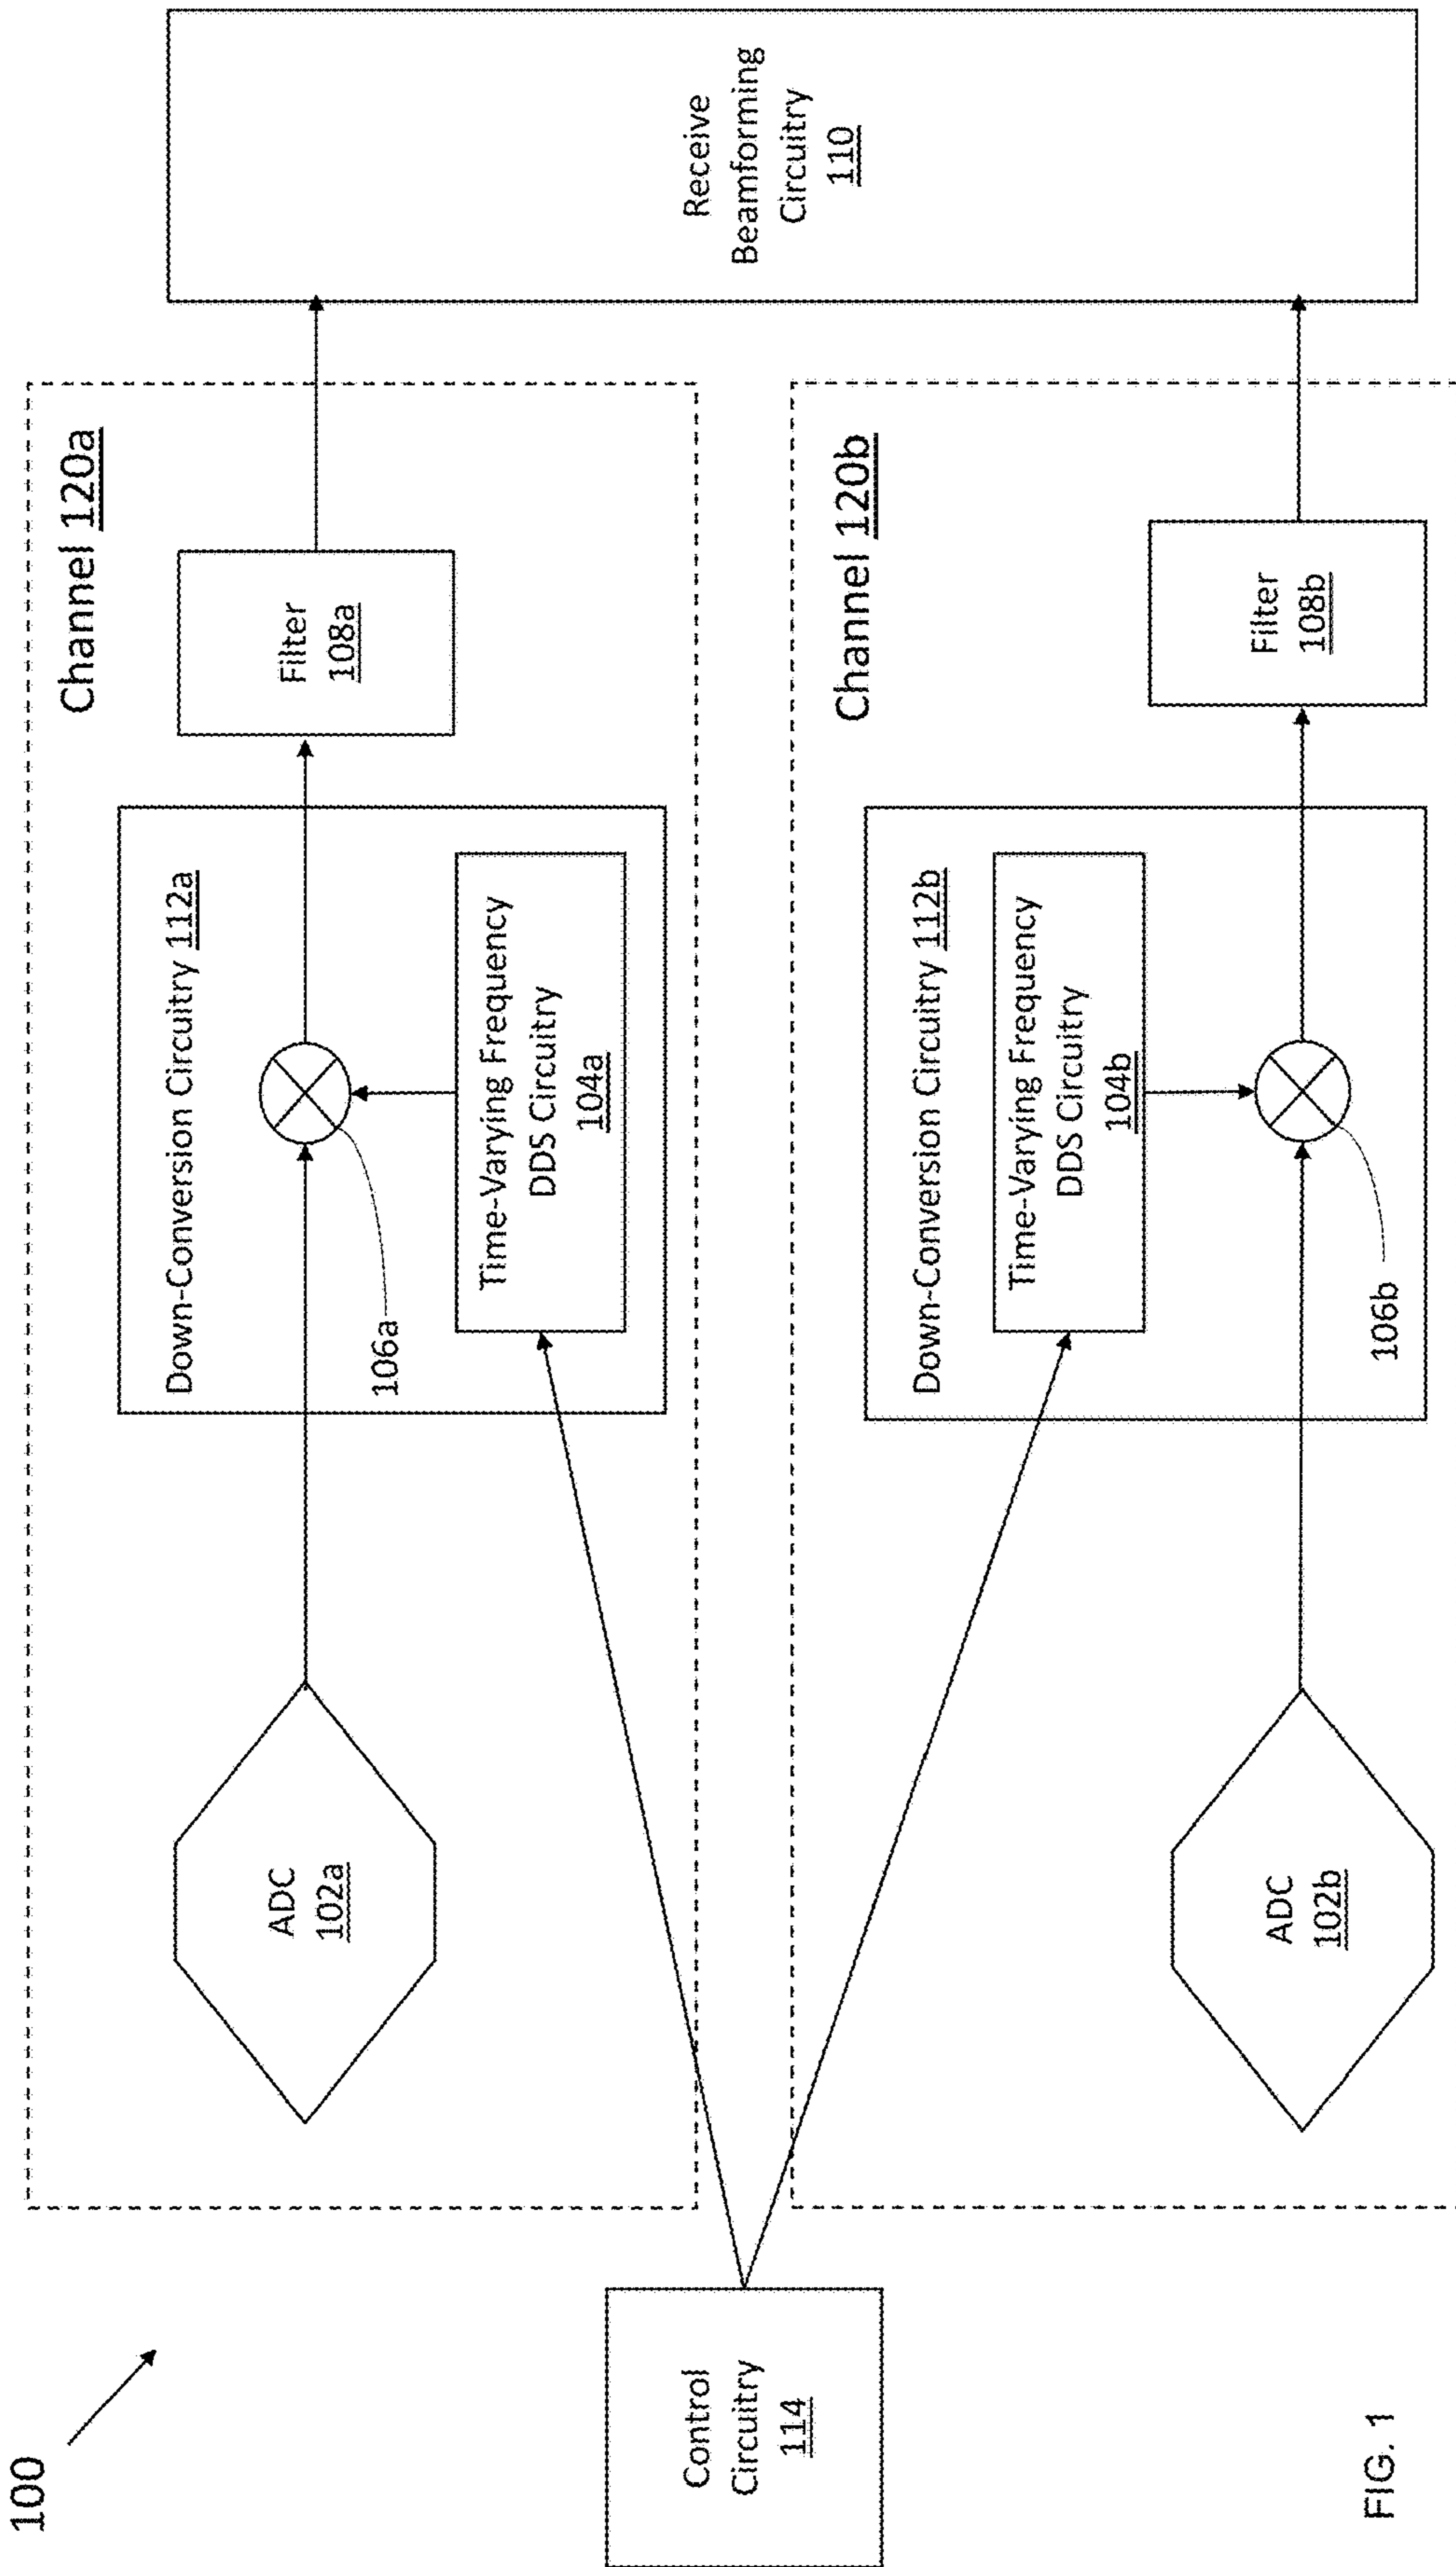 100
Control
Circuitry
114
Channel 120a
ADC
102a
Down-Conversion Circuitry 112a
106a
Time-Varying Frequency
DDS Circuitry
104a
Filter
108a
Channel 120b
ADC
102b
Down-Conversion Circuitry 112b
Time-Varying Frequency
DDS Circuitry
104b
106b
Filter
108b
Receive
Beamforming
Circuitry
110
FIG. 1